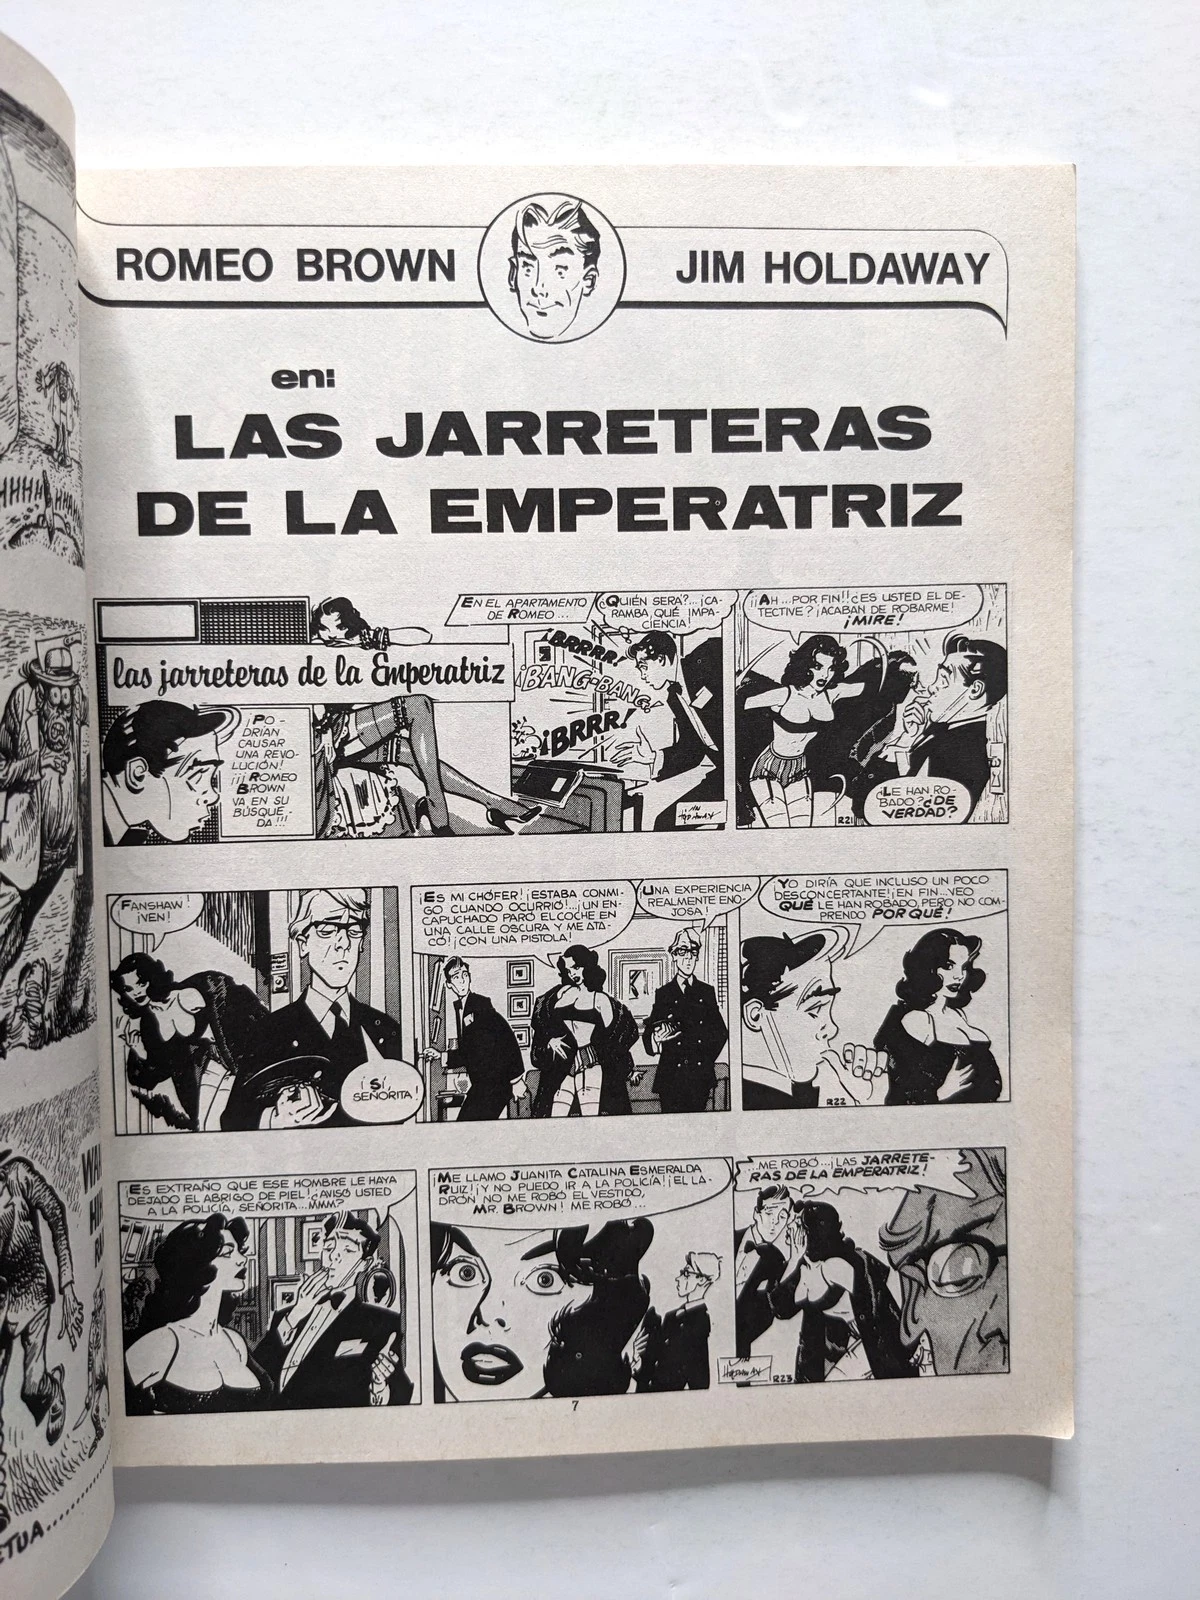 ROMEO BROWN
JIM HOLDAWAY
en:
LAS JARRETERAS
DE LA EMPERATRIZ
las jarreteras de la Emperatriz
¡PO-
DRÍAN
CAUSAR
UNA REVO-
LUCIÓN!
¡¡¡ROMEO
BROWN
VA EN SU
BÚSQUE-
DA!!!
EN EL APARTAMENTO
DE ROMEO...
¿QUIÉN SERÁ?...¡CA-
RAMBA, QUÉ IMPA-
CIENCIA!
¡BRRRR!
¡BANG-BANG!
¡BRRR!
JIM
HOLDAWAY
¡¡AH...POR FIN!!¿ES USTED EL DE-
TECTIVE? ¡ACABAN DE ROBARME!
¡MIRE!
¿LE HAN RO-
BADO? ¿DE
VERDAD?
R21
FANSHAW!
¡VEN!
¡SÍ,
SEÑORITA!
¡ES MI CHÓFER! ¡ESTABA CONMI-
GO CUANDO OCURRIÓ!...¡UN EN-
CAPUCHADO PARÓ EL COCHE EN
UNA CALLE OSCURA Y ME ATA-
CÓ! ¡CON UNA PISTOLA!
¡UNA EXPERIENCIA
REALMENTE ENO-
JOSA!
YO DIRÍA QUE INCLUSO UN POCO
DESCONCERTANTE! ¡EN FIN...VEO
QUÉ LE HAN ROBADO, PERO NO COM-
PRENDO POR QUÉ!
R22
¡ES EXTRAÑO QUE ESE HOMBRE LE HAYA
DEJADO EL ABRIGO DE PIEL! ¿AVISÓ USTED
A LA POLICÍA, SEÑORITA...MMM?
¡ME LLAMO JUANITA CATALINA ESMERALDA
RUIZ! ¡Y NO PUEDO IR A LA POLICÍA! ¡EL LA-
DRÓN NO ME ROBÓ EL VESTIDO,
MR. BROWN! ME ROBÓ...
...ME ROBÓ...¡LAS JARRETE-
RAS DE LA EMPERATRIZ!
JIM
HOLDAWAY
R23
7